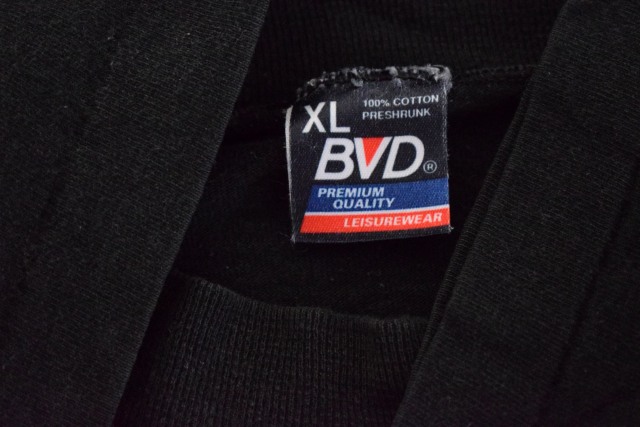 XL
100% COTTON
PRESHRUNK
BVD®
PREMIUM
QUALITY
LEISUREWEAR